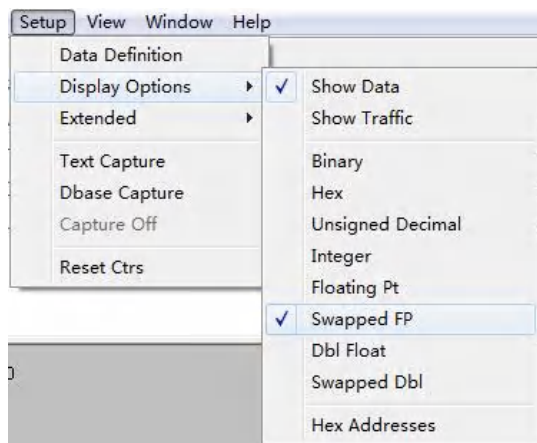 Setup View Window Help
Data Definition
Display Options
Extended
Text Capture
Dbase Capture
Capture Off
Reset Ctrs
Show Data
Show Traffic
Binary
Hex
Unsigned Decimal
Integer
Floating Pt
Swapped FP
Dbl Float
Swapped Dbl
Hex Addresses